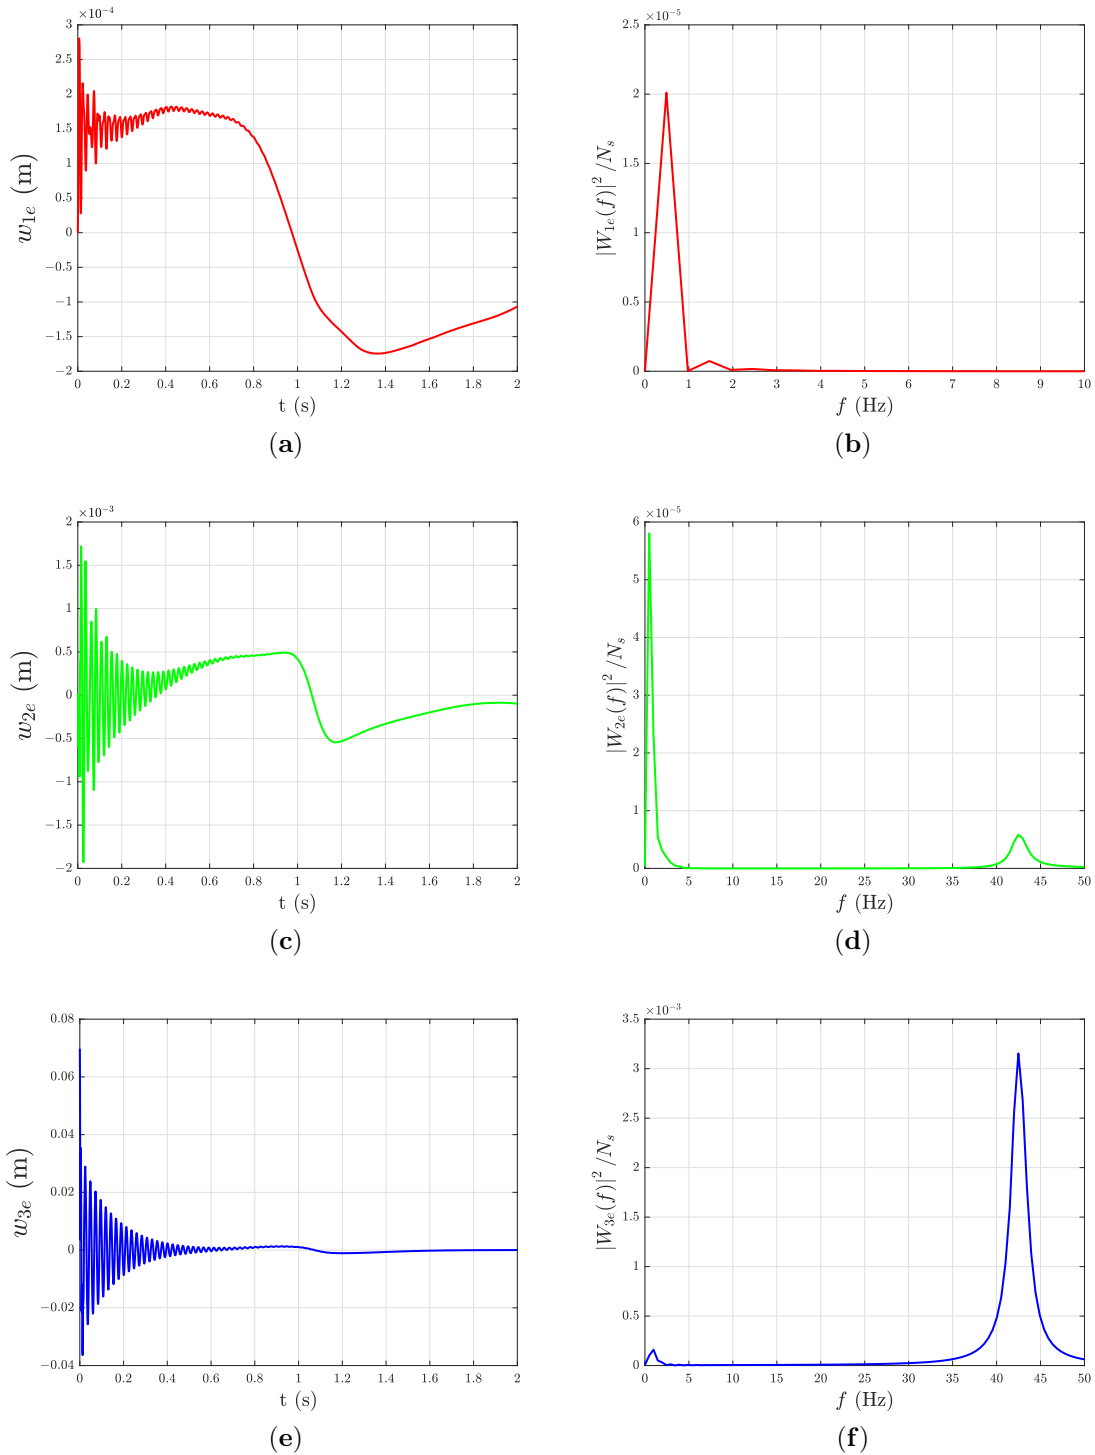 ×10⁻⁴
3
2.5
2
1.5
1
0.5
0
−0.5
−1
−1.5
−2
0 0.2 0.4 0.6 0.8 1 1.2 1.4 1.6 1.8 2
w₁ₑ (m)
t (s)
(a)
×10⁻⁵
2.5
2
1.5
1
0.5
0
0 1 2 3 4 5 6 7 8 9 10
|W₁ₑ(f)|²/Nₛ
f (Hz)
(b)
×10⁻³
2
1.5
1
0.5
0
−0.5
−1
−1.5
−2
0 0.2 0.4 0.6 0.8 1 1.2 1.4 1.6 1.8 2
w₂ₑ (m)
t (s)
(c)
×10⁻⁵
6
5
4
3
2
1
0
0 5 10 15 20 25 30 35 40 45 50
|W₂ₑ(f)|²/Nₛ
f (Hz)
(d)
0.08
0.06
0.04
0.02
0
−0.02
−0.04
0 0.2 0.4 0.6 0.8 1 1.2 1.4 1.6 1.8 2
w₃ₑ (m)
t (s)
(e)
×10⁻³
3.5
3
2.5
2
1.5
1
0.5
0
0 5 10 15 20 25 30 35 40 45 50
|W₃ₑ(f)|²/Nₛ
f (Hz)
(f)